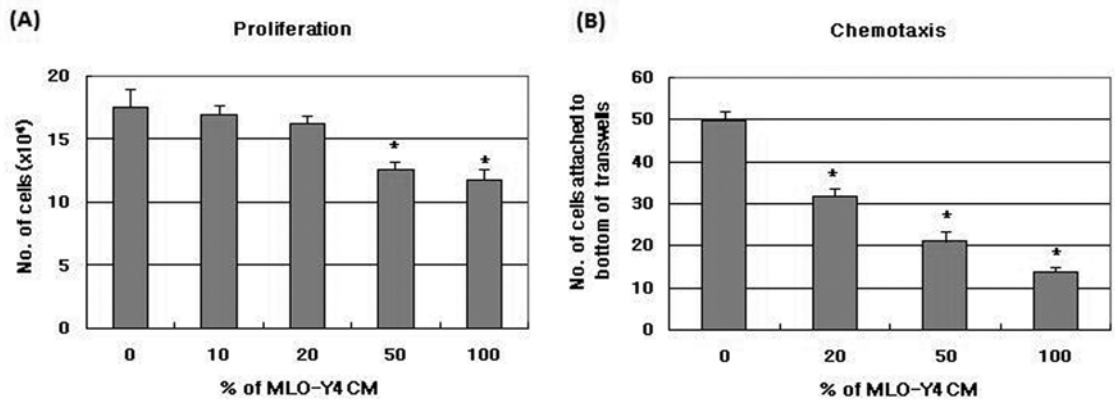 (A)
Proliferation
No. of cells (x10⁴)
20
15
10
5
0
*
*
0 10 20 50 100
% of MLO-Y4 CM
(B)
Chemotaxis
No. of cells attached to
bottom of transwells
60
50
40
30
20
10
0
*
*
*
0 20 50 100
% of MLO-Y4 CM